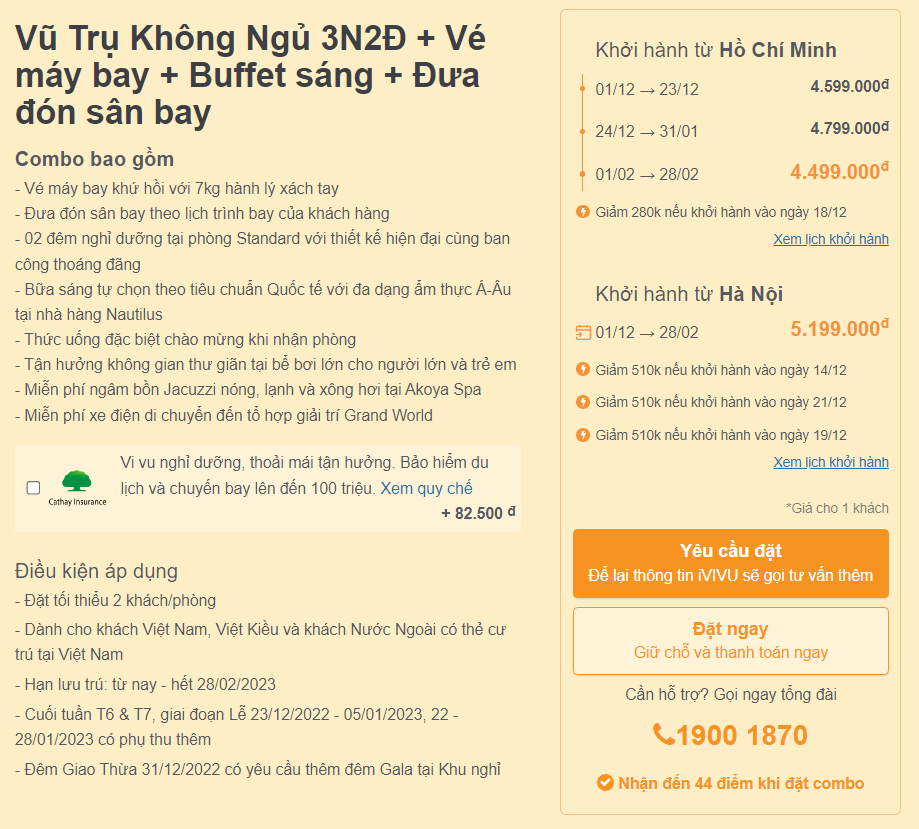 Vũ Trụ Không Ngủ 3N2Đ + Vé
máy bay + Buffet sáng + Đưa
đón sân bay
Combo bao gồm
- Vé máy bay khứ hồi với 7kg hành lý xách tay
- Đưa đón sân bay theo lịch trình bay của khách hàng
- 02 đêm nghỉ dưỡng tại phòng Standard với thiết kế hiện đại cùng ban
công thoáng đãng
- Bữa sáng tự chọn theo tiêu chuẩn Quốc tế với đa dạng ẩm thực Á-Âu
tại nhà hàng Nautilus
- Thức uống đặc biệt chào mừng khi nhận phòng
- Tận hưởng không gian thư giãn tại bể bơi lớn cho người lớn và trẻ em
- Miễn phí ngâm bồn Jacuzzi nóng, lạnh và xông hơi tại Akoya Spa
- Miễn phí xe điện di chuyển đến tổ hợp giải trí Grand World
Cathay Insurance
Vi vu nghỉ dưỡng, thoải mái tận hưởng. Bảo hiểm du
lịch và chuyến bay lên đến 100 triệu. Xem quy chế
+ 82.500 đ
Điều kiện áp dụng
- Đặt tối thiểu 2 khách/phòng
- Dành cho khách Việt Nam, Việt Kiều và khách Nước Ngoài có thẻ cư
trú tại Việt Nam
- Hạn lưu trú: từ nay - hết 28/02/2023
- Cuối tuần T6 & T7, giai đoạn Lễ 23/12/2022 - 05/01/2023, 22 -
28/01/2023 có phụ thu thêm
- Đêm Giao Thừa 31/12/2022 có yêu cầu thêm đêm Gala tại Khu nghỉ
Khởi hành từ Hồ Chí Minh
01/12 → 23/12 4.599.000đ
24/12 → 31/01 4.799.000đ
01/02 → 28/02 4.499.000đ
Giảm 280k nếu khởi hành vào ngày 18/12
Xem lịch khởi hành
Khởi hành từ Hà Nội
01/12 → 28/02 5.199.000đ
Giảm 510k nếu khởi hành vào ngày 14/12
Giảm 510k nếu khởi hành vào ngày 21/12
Giảm 510k nếu khởi hành vào ngày 19/12
Xem lịch khởi hành
*Giá cho 1 khách
Yêu cầu đặt
Để lại thông tin iVIVU sẽ gọi tư vấn thêm
Đặt ngay
Giữ chỗ và thanh toán ngay
Cần hỗ trợ? Gọi ngay tổng đài
1900 1870
Nhận đến 44 điểm khi đặt combo